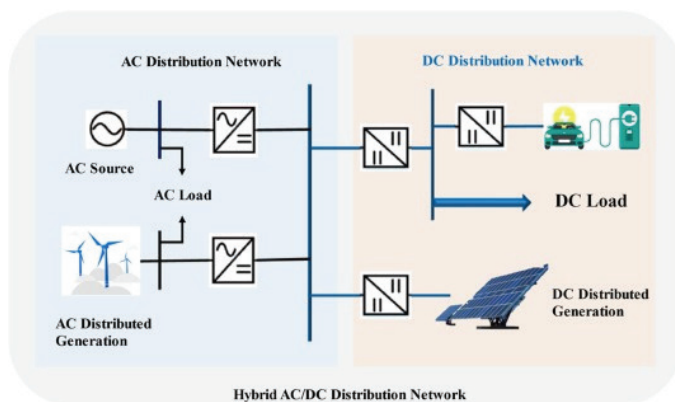 AC Distribution Network
DC Distribution Network
AC Source
AC Load
DC Load
AC Distributed
Generation
DC Distributed
Generation
Hybrid AC/DC Distribution Network